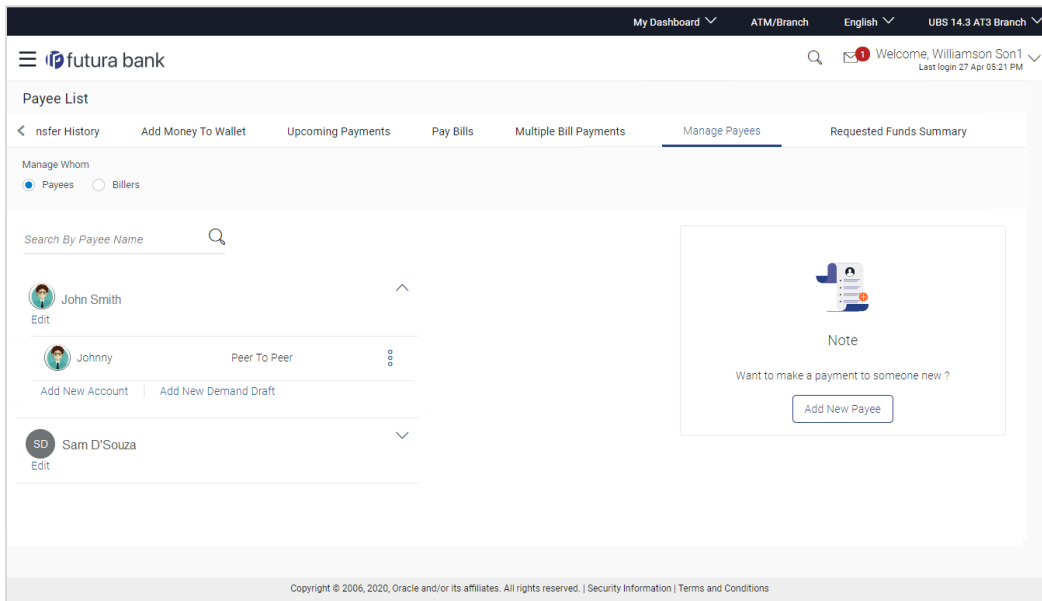 My Dashboard ATM/Branch English UBS 14.3 AT3 Branch
futura bank 1 Welcome, Williamson Son1
Last login 27 Apr 05:21 PM
Payee List
nsfer History Add Money To Wallet Upcoming Payments Pay Bills Multiple Bill Payments Manage Payees Requested Funds Summary
Manage Whom
Payees Billers
Search By Payee Name
John Smith
Edit
Johnny Peer To Peer
Add New Account Add New Demand Draft
SD Sam D'Souza
Edit
Note
Want to make a payment to someone new ?
Add New Payee
Copyright © 2006, 2020, Oracle and/or its affiliates. All rights reserved. | Security Information | Terms and Conditions